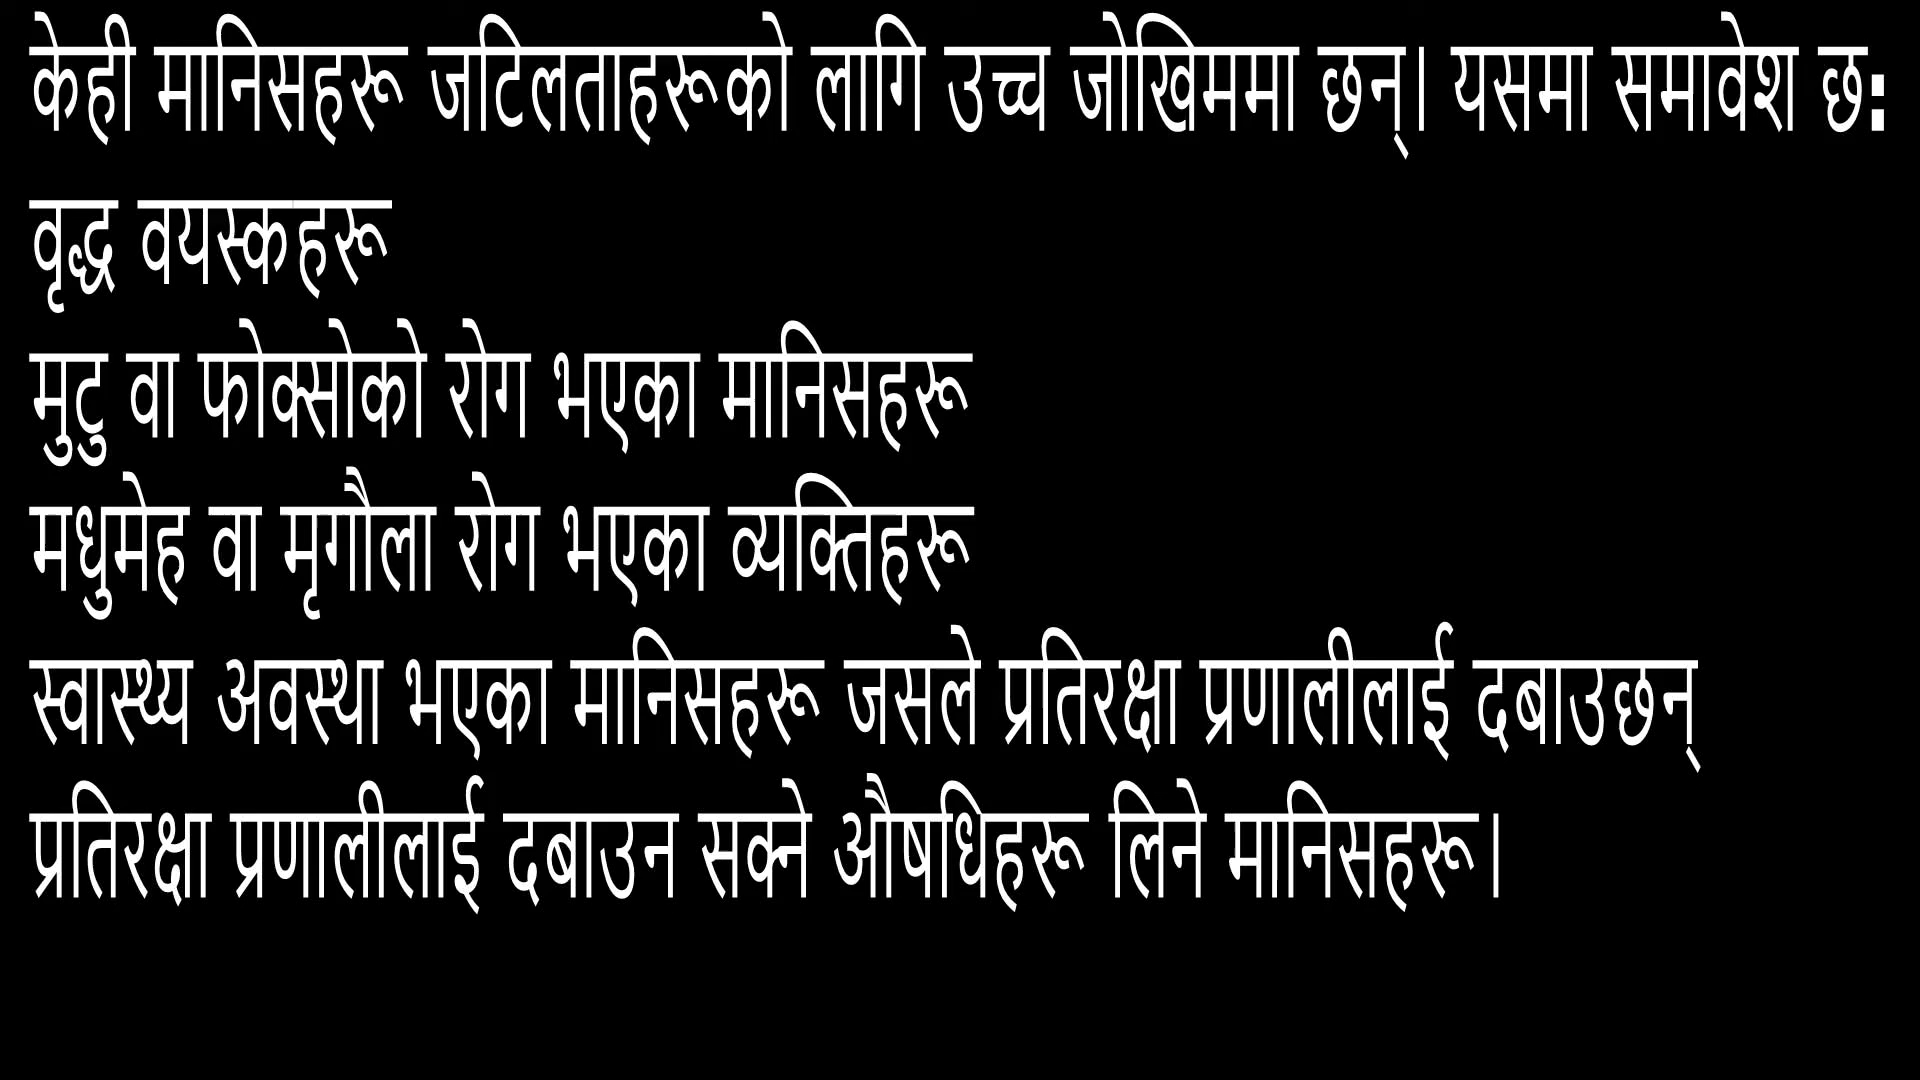 केही मानिसहरू जटिलताहरूको लागि उच्च जोखिममा छन्। यसमा समावेश छ:
वृद्ध वयस्कहरू
मुटु वा फोक्सोको रोग भएका मानिसहरू
मधुमेह वा मृगौला रोग भएका व्यक्तिहरू
स्वास्थ्य अवस्था भएका मानिसहरू जसले प्रतिरक्षा प्रणालीलाई दबाउछन्
प्रतिरक्षा प्रणालीलाई दबाउन सक्ने औषधिहरू लिने मानिसहरू।